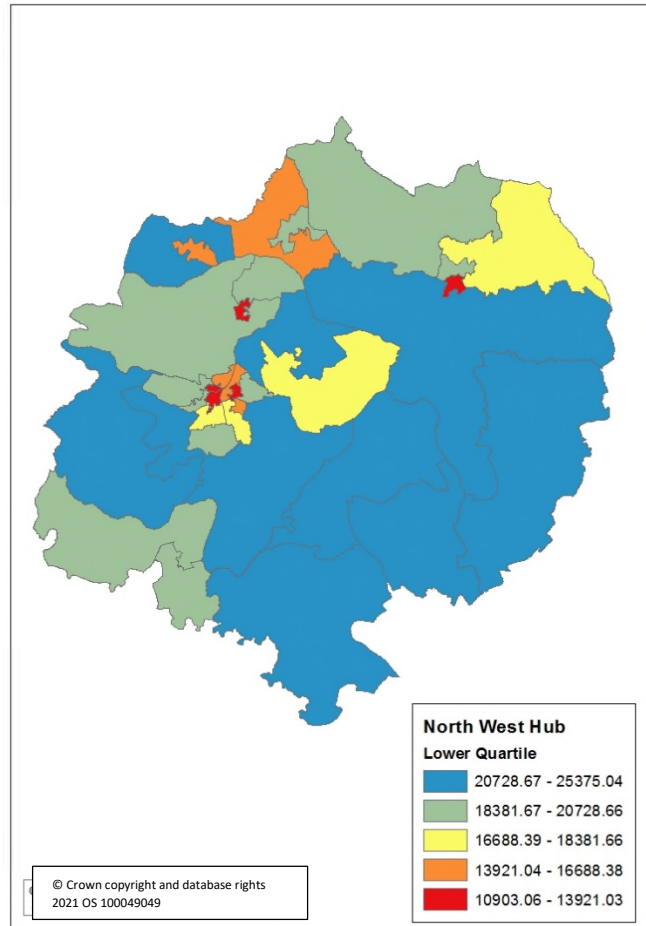 North West Hub
Lower Quartile
20728.67 - 25375.04
18381.67 - 20728.66
16688.39 - 18381.66
13921.04 - 16688.38
10903.06 - 13921.03
© Crown copyright and database rights
2021 OS 100049049